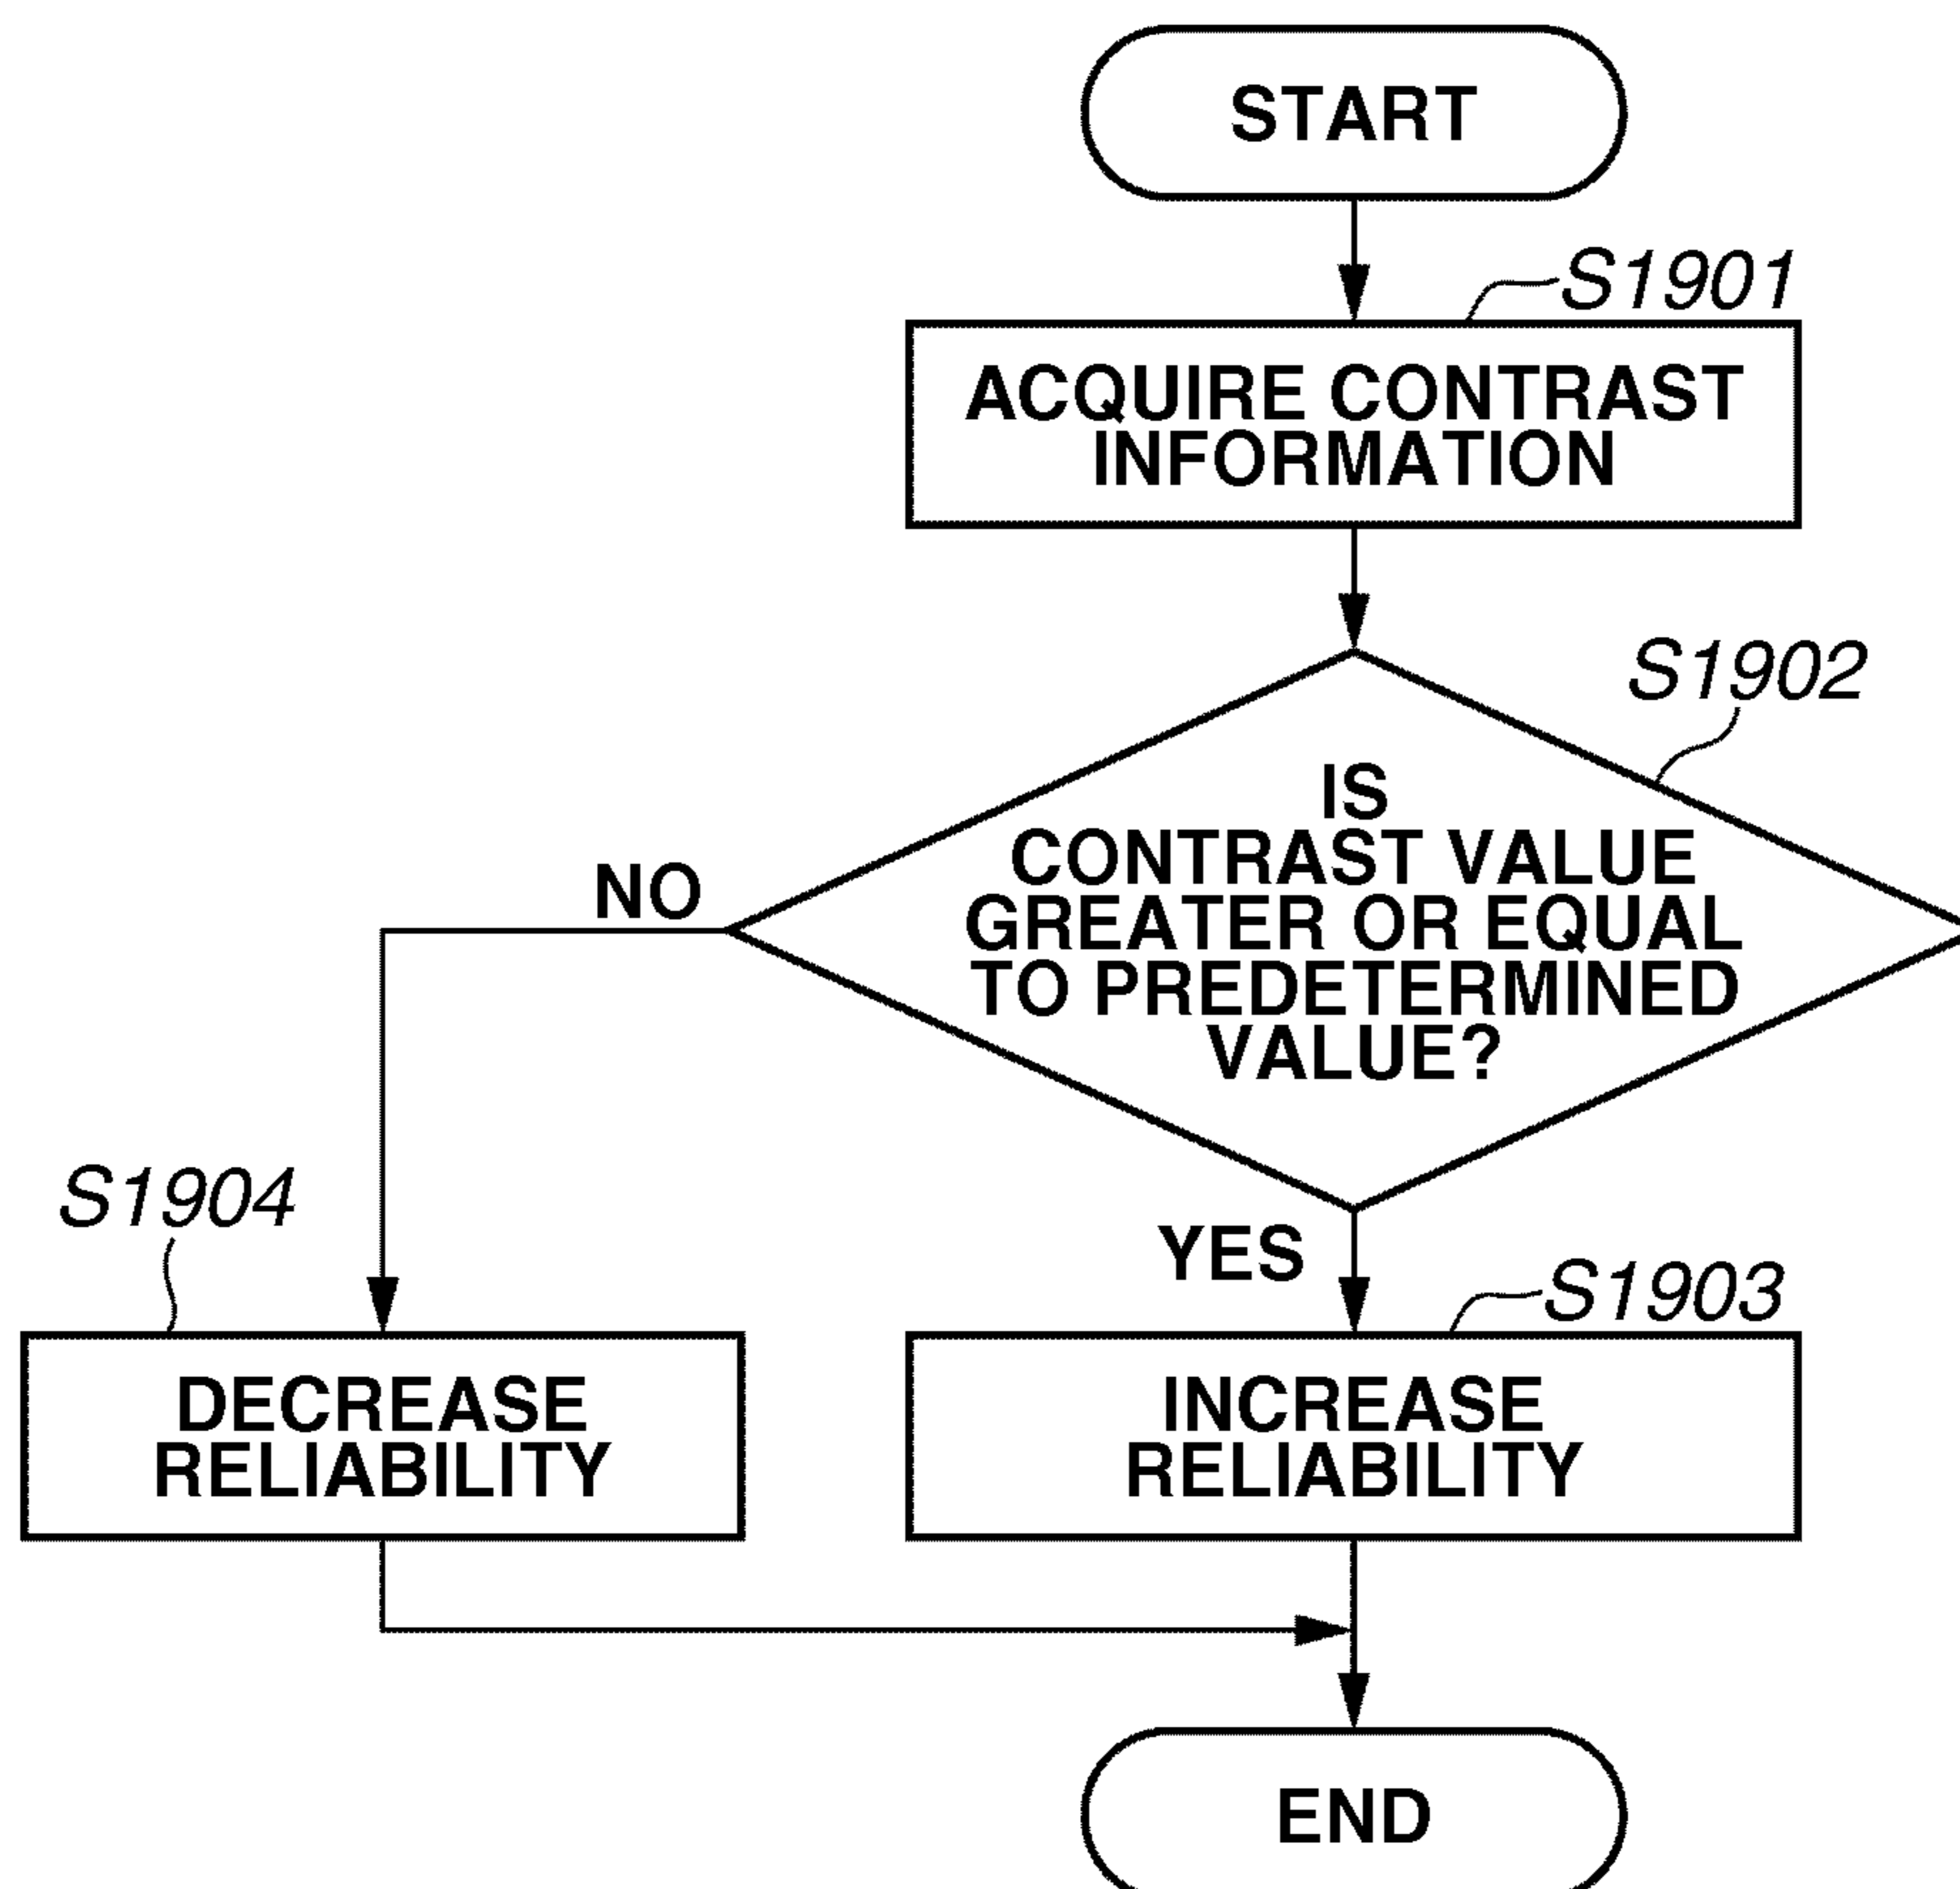 START
S1901
ACQUIRE CONTRAST
INFORMATION
S1902
IS
CONTRAST VALUE
GREATER OR EQUAL
TO PREDETERMINED
VALUE?
NO
YES
S1904
S1903
DECREASE
RELIABILITY
INCREASE
RELIABILITY
END